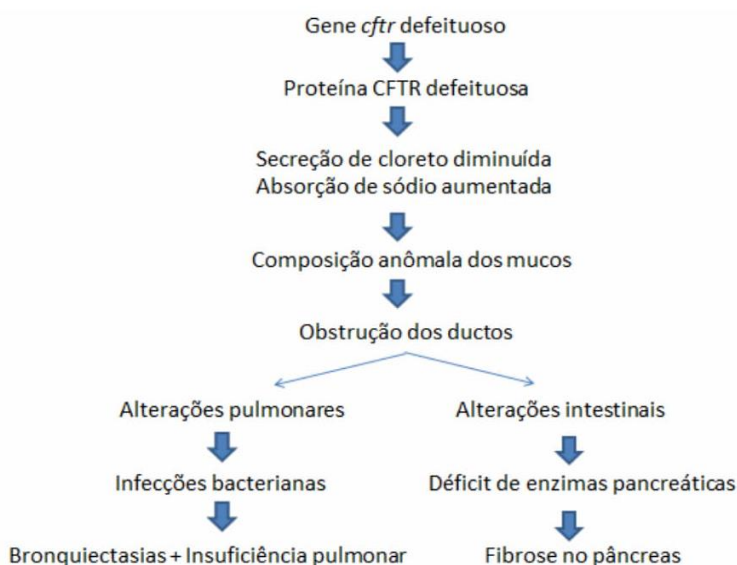 Gene cftr defeituoso
Proteína CFTR defeituosa
Secreção de cloreto diminuída
Absorção de sódio aumentada
Composição anômala dos mucos
Obstrução dos ductos
Alterações pulmonares
Alterações intestinais
Infecções bacterianas
Déficit de enzimas pancreáticas
Bronquiectasias + Insuficiência pulmonar
Fibrose no pâncreas